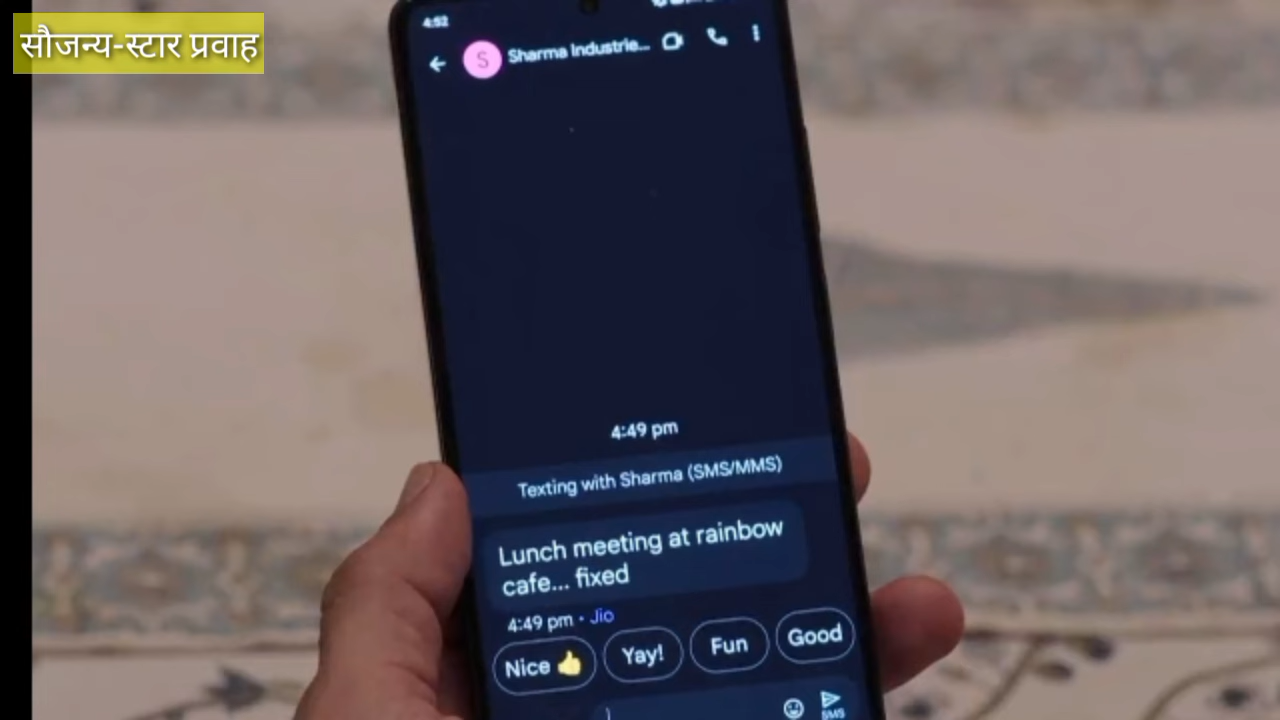 सौजन्य-स्टार प्रवाह
4:52
Sharma Industrie...
S
4:49 pm
Texting with Sharma (SMS/MMS)
Lunch meeting at rainbow
cafe... fixed
4:49 pm • Jio
Nice 👍 Yay! Fun Good
SMS